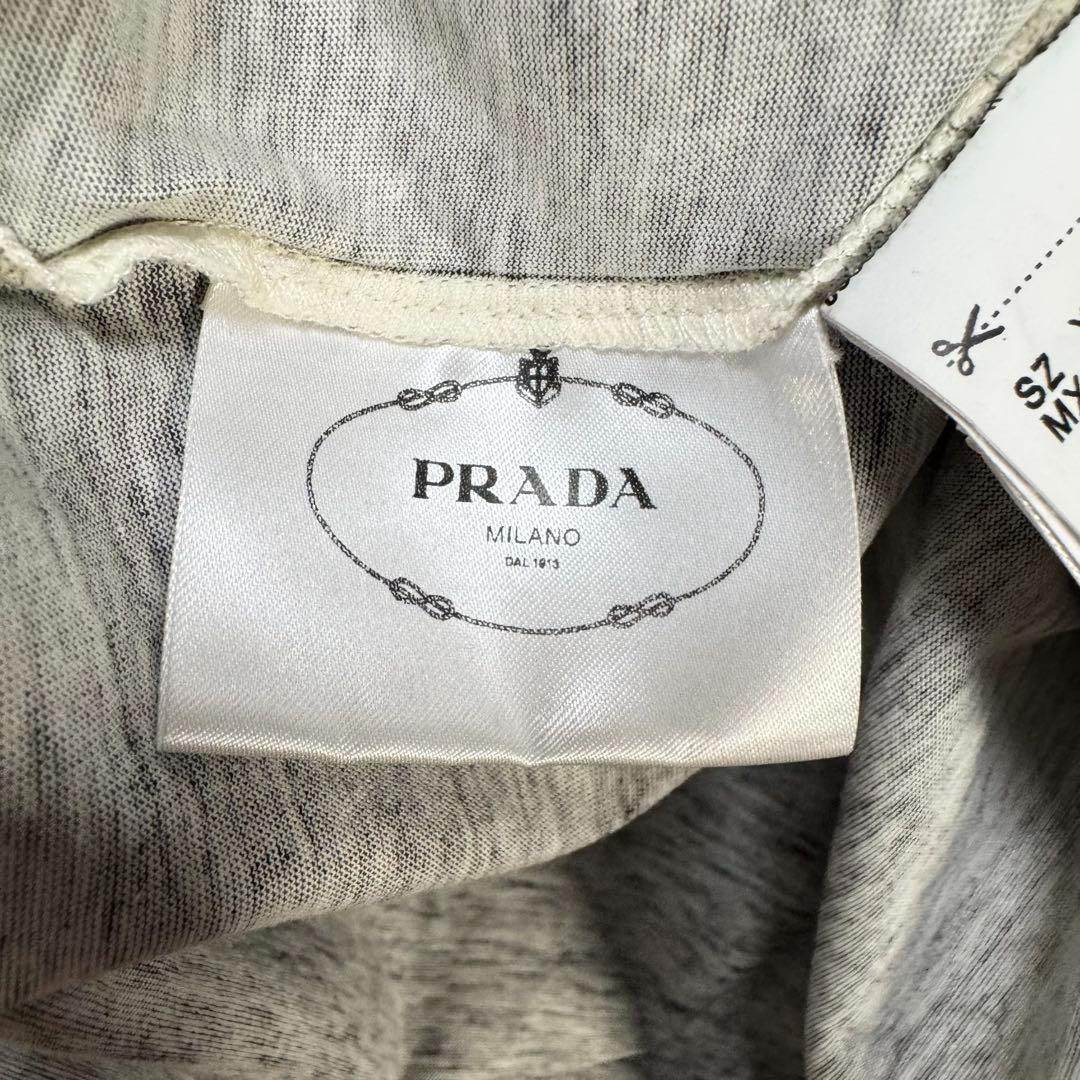 PRADA
MILANO
DAL 1913
SZ
MX